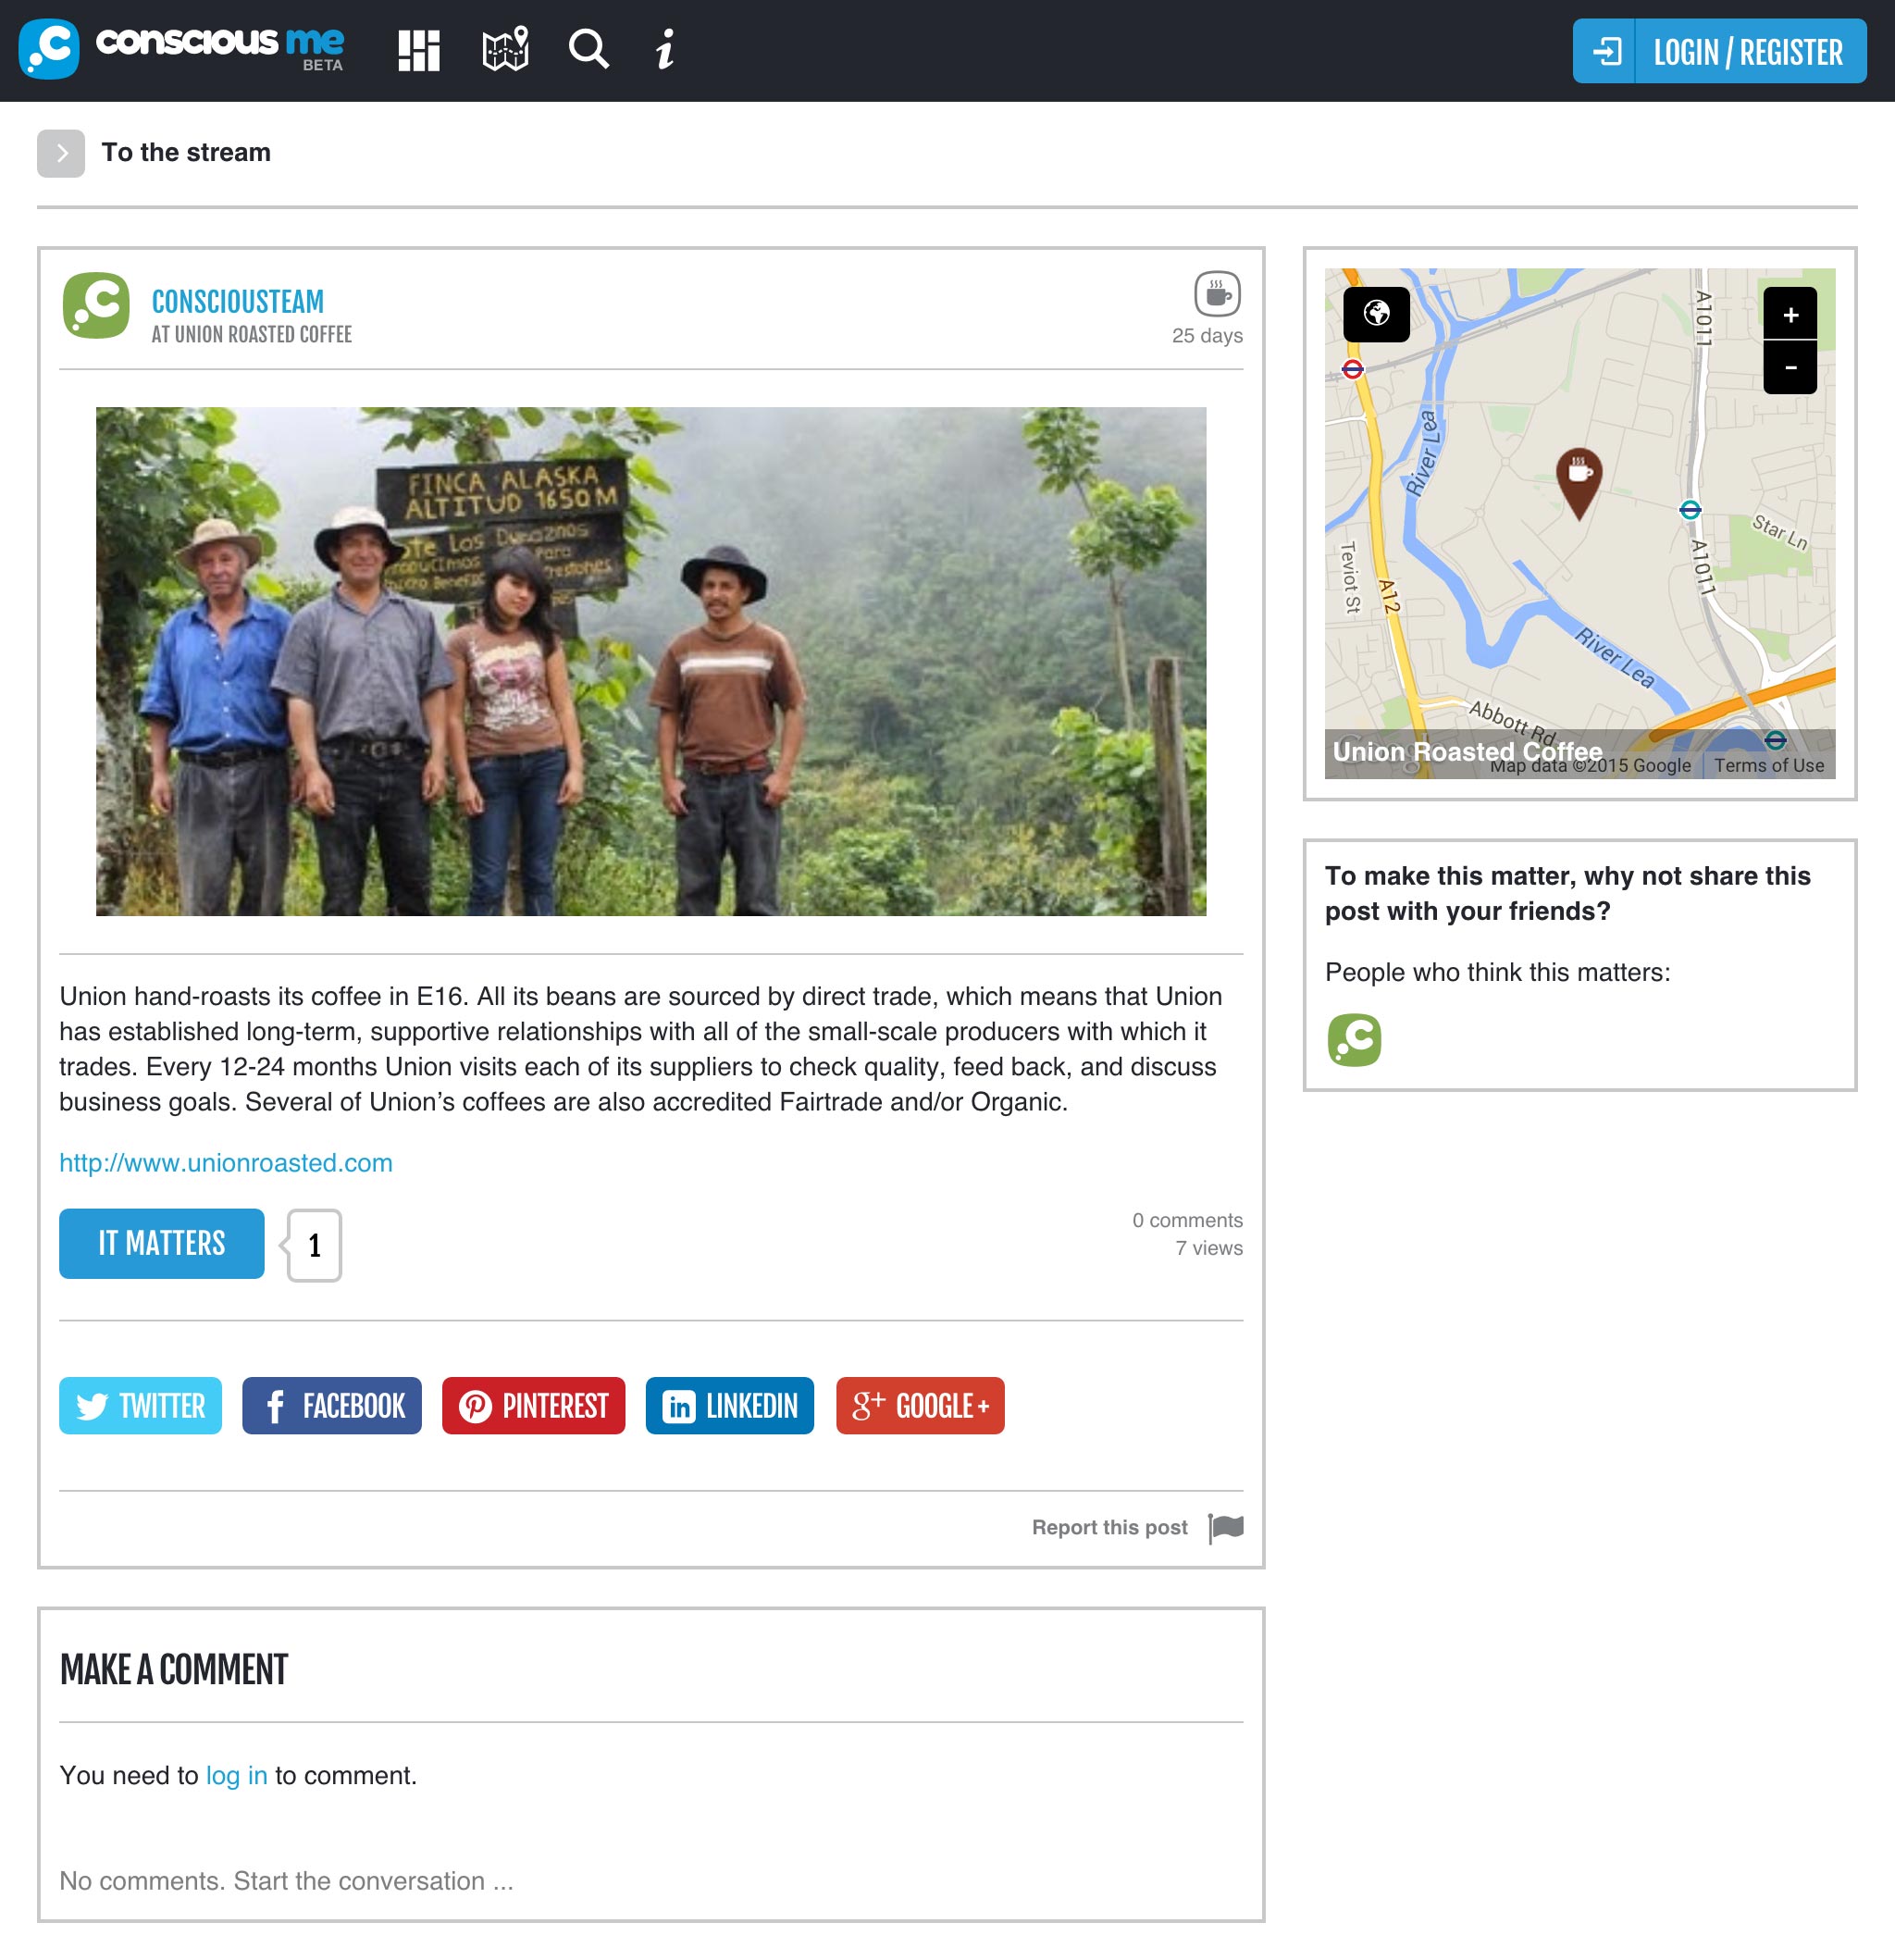 conscious me
BETA
LOGIN / REGISTER
To the stream
CONSCIOUSTEAM
AT UNION ROASTED COFFEE
25 days
FINCA ALASKA
ALTITUD 1650 M
Los Duraznos
Para
Union hand-roasts its coffee in E16. All its beans are sourced by direct trade, which means that Union
has established long-term, supportive relationships with all of the small-scale producers with which it
trades. Every 12-24 months Union visits each of its suppliers to check quality, feed back, and discuss
business goals. Several of Union’s coffees are also accredited Fairtrade and/or Organic.
http://www.unionroasted.com
IT MATTERS
1
0 comments
7 views
TWITTER
FACEBOOK
PINTEREST
LINKEDIN
g+ GOOGLE +
Report this post
MAKE A COMMENT
You need to log in to comment.
No comments. Start the conversation ...
A1011
+
-
River Lea
Star Ln
A1011
Teviot St
A12
River Lea
Abbott Rd
Union Roasted Coffee
Map data ©2015 Google
Terms of Use
To make this matter, why not share this
post with your friends?
People who think this matters: